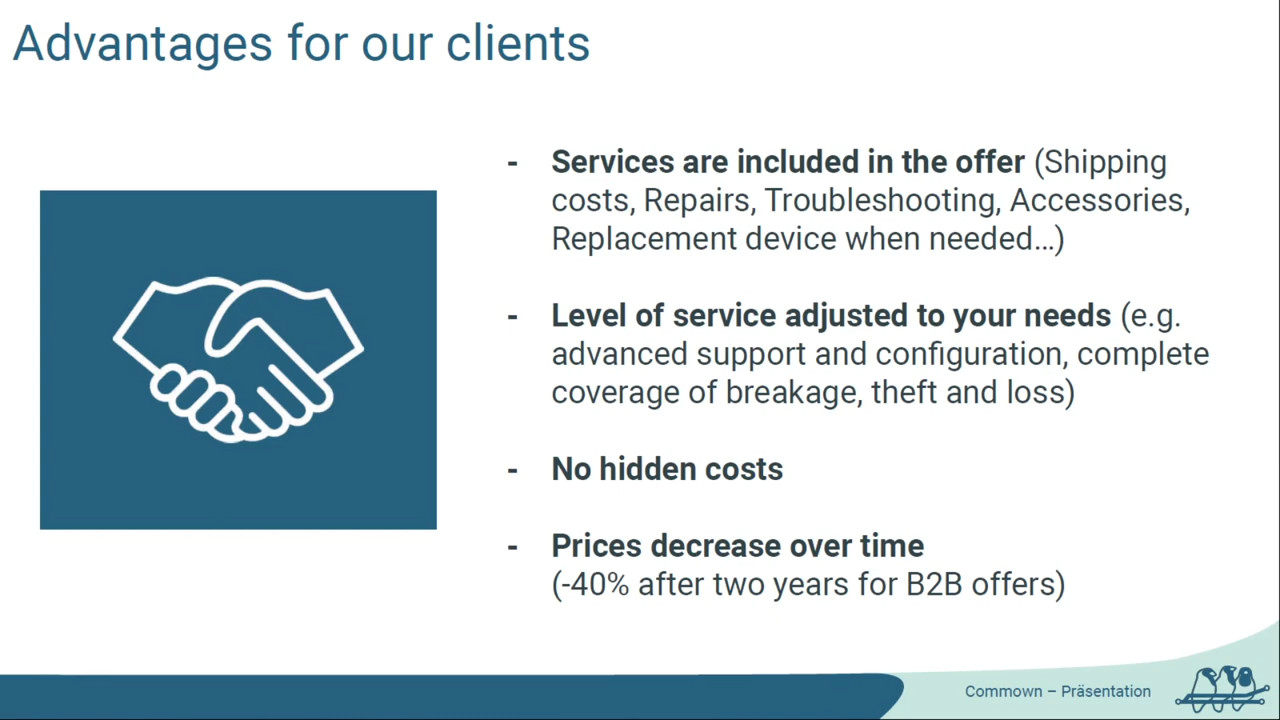 Advantages for our clients
- Services are included in the offer (Shipping
costs, Repairs, Troubleshooting, Accessories,
Replacement device when needed...)
- Level of service adjusted to your needs (e.g.
advanced support and configuration, complete
coverage of breakage, theft and loss)
- No hidden costs
- Prices decrease over time
(-40% after two years for B2B offers)
Commown – Präsentation